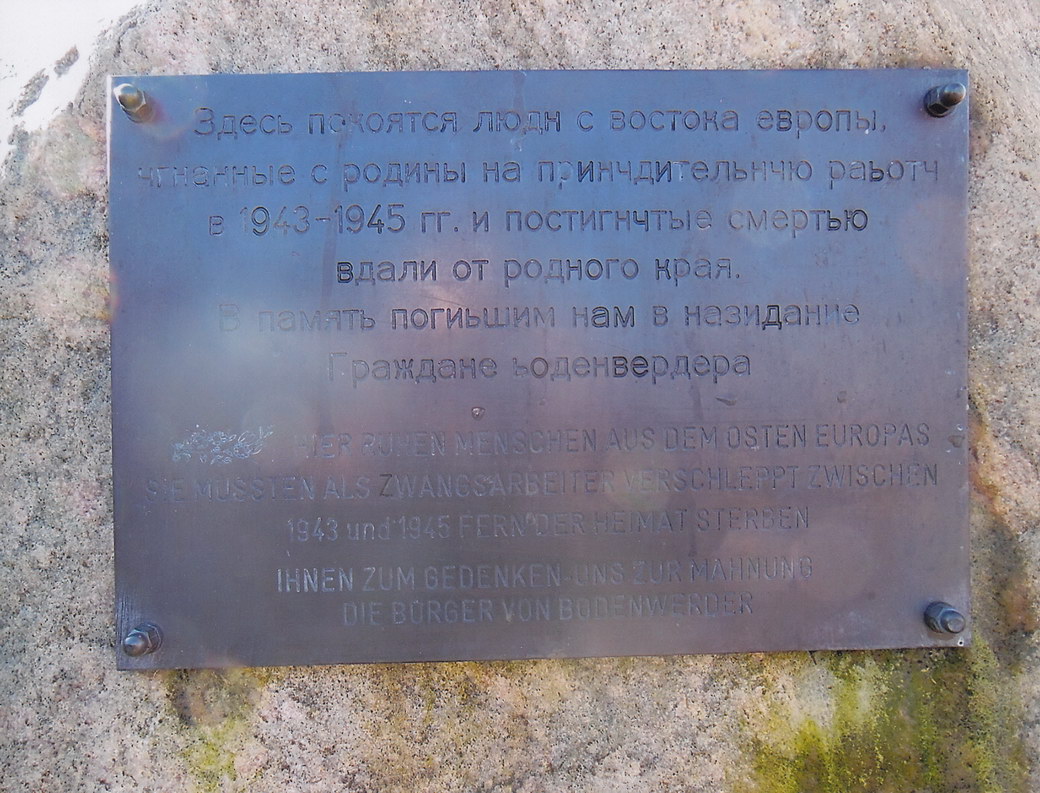 Здесь покоятся людн с востока европы,
чгнанные с родины на принчдительнчю раьотч
в 1943-1945 гг. и постигнчтые смертью
вдали от родного края.
В память погиьшим нам в назидание
Граждане ьоденвердера
HIER RUHEN MENSCHEN AUS DEM OSTEN EUROPAS
SIE MUSSTEN ALS ZWANGSARBEITER VERSCHLEPPT ZWISCHEN
1943 und 1945 FERN DER HEIMAT STERBEN
IHNEN ZUM GEDENKEN-UNS ZUR MAHNUNG
DIE BÜRGER VON BODENWERDER